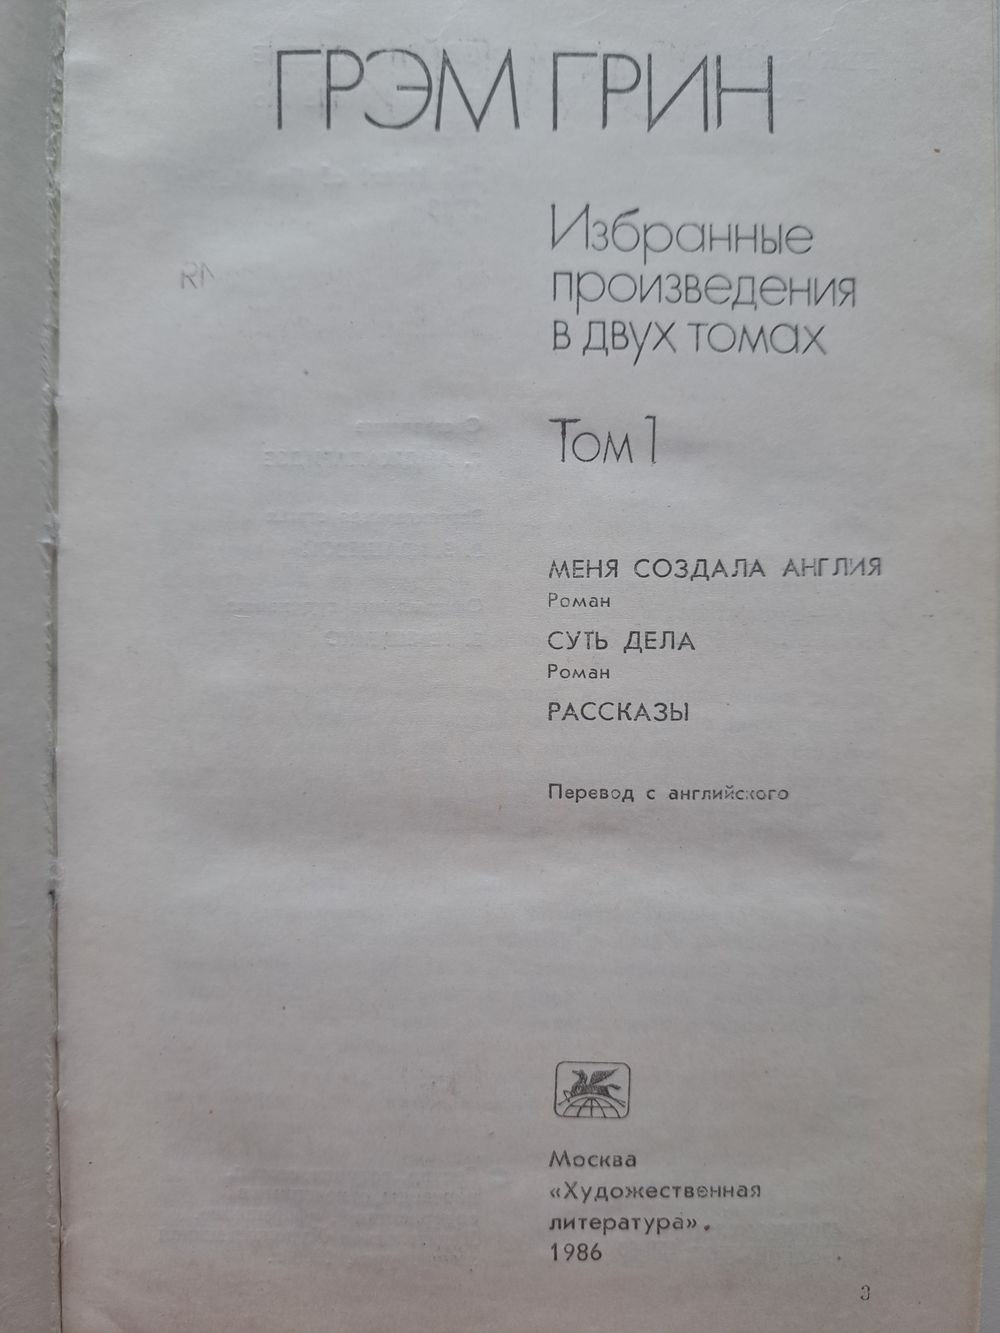 ГРЭМ ГРИН
Избранные
произведения
в двух томах
Том 1
МЕНЯ СОЗДАЛА АНГЛИЯ
Роман
СУТЬ ДЕЛА
Роман
РАССКАЗЫ
Перевод с английского
Москва
«Художественная
литература»
1986
3